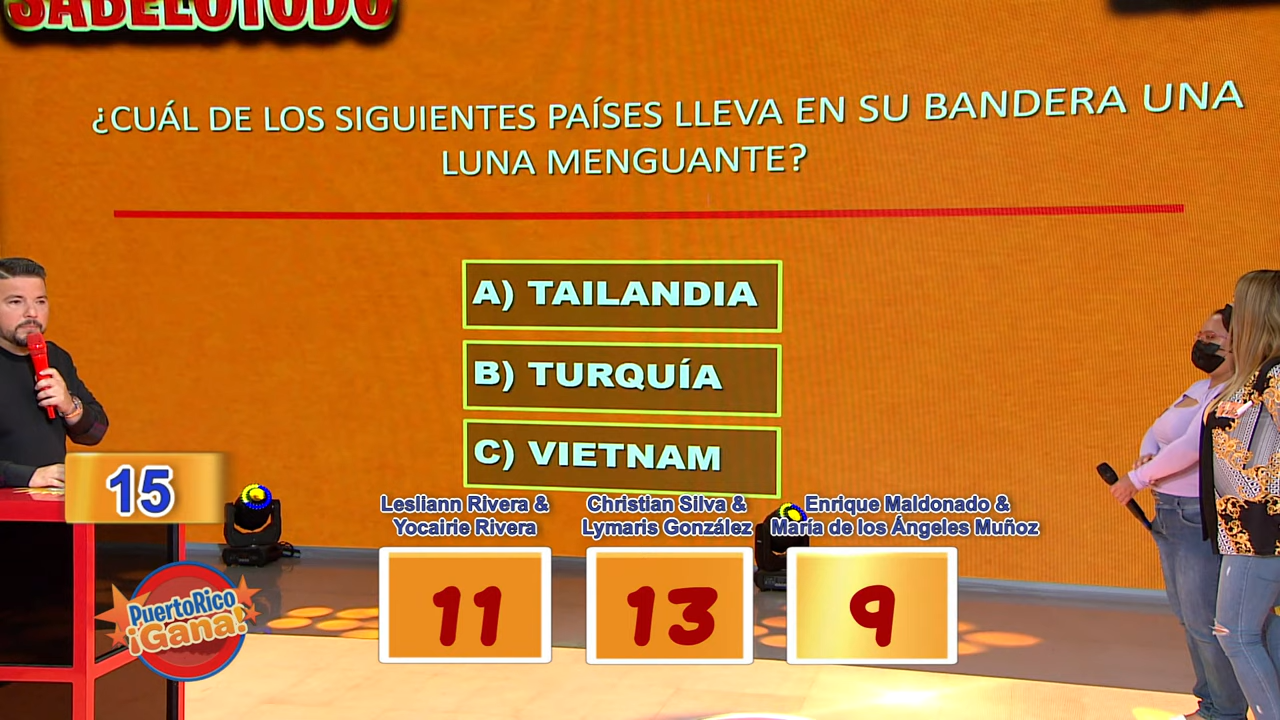 SABELOTODO
¿CUÁL DE LOS SIGUIENTES PAÍSES LLEVA EN SU BANDERA UNA
LUNA MENGUANTE?
A) TAILANDIA
B) TURQUÍA
C) VIETNAM
15
Lesliann Rivera &
Yocairie Rivera
Christian Silva &
Lymaris González
Enrique Maldonado &
María de los Ángeles Muñoz
11
13
9
PuertoRico
¡Gana!